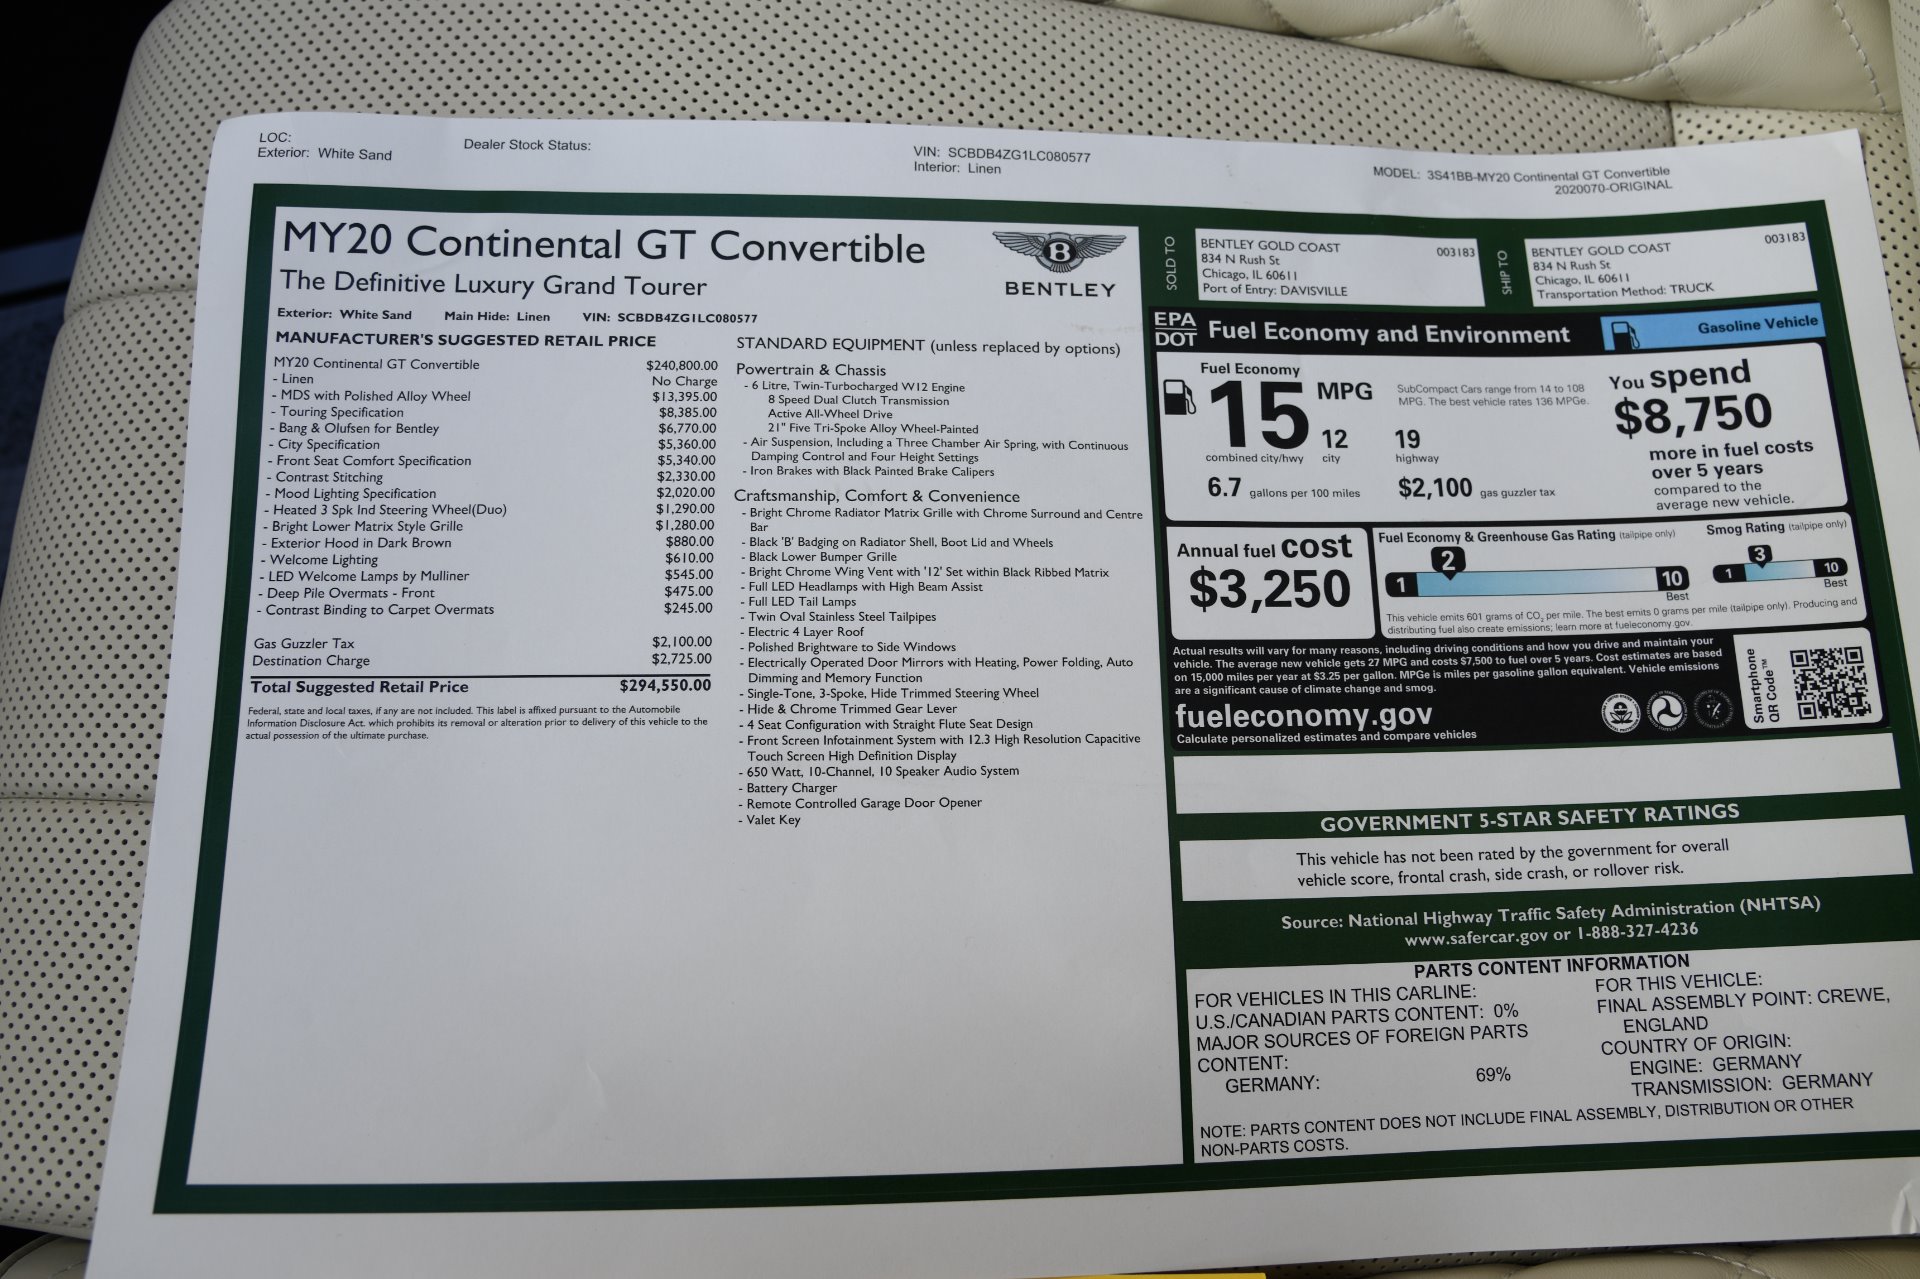 LOC:
Exterior: White Sand
Dealer Stock Status:
VIN: SCBDB4ZG1LC080577
Interior: Linen
MODEL: 3S41BB-MY20 Continental GT Convertible
2020070-ORIGINAL
MY20 Continental GT Convertible
The Definitive Luxury Grand Tourer
B
BENTLEY
Exterior: White Sand Main Hide: Linen VIN: SCBDB4ZG1LC080577
MANUFACTURER'S SUGGESTED RETAIL PRICE
MY20 Continental GT Convertible $240,800.00
- Linen No Charge
- MDS with Polished Alloy Wheel $13,395.00
- Touring Specification $8,385.00
- Bang & Olufsen for Bentley $6,770.00
- City Specification $5,360.00
- Front Seat Comfort Specification $5,340.00
- Contrast Stitching $2,330.00
- Mood Lighting Specification $2,020.00
- Heated 3 Spk Ind Steering Wheel(Duo) $1,290.00
- Bright Lower Matrix Style Grille $1,280.00
- Exterior Hood in Dark Brown $880.00
- Welcome Lighting $610.00
- LED Welcome Lamps by Mulliner $545.00
- Deep Pile Overmats - Front $475.00
- Contrast Binding to Carpet Overmats $245.00
Gas Guzzler Tax $2,100.00
Destination Charge $2,725.00
Total Suggested Retail Price $294,550.00
Federal, state and local taxes, if any are not included. This label is affixed pursuant to the Automobile
Information Disclosure Act. which prohibits its removal or alteration prior to delivery of this vehicle to the
actual possession of the ultimate purchase.
STANDARD EQUIPMENT (unless replaced by options)
Powertrain & Chassis
- 6 Litre, Twin-Turbocharged W12 Engine
8 Speed Dual Clutch Transmission
Active All-Wheel Drive
21" Five Tri-Spoke Alloy Wheel-Painted
- Air Suspension, Including a Three Chamber Air Spring, with Continuous
Damping Control and Four Height Settings
- Iron Brakes with Black Painted Brake Calipers
Craftsmanship, Comfort & Convenience
- Bright Chrome Radiator Matrix Grille with Chrome Surround and Centre
Bar
- Black 'B' Badging on Radiator Shell, Boot Lid and Wheels
- Black Lower Bumper Grille
- Bright Chrome Wing Vent with '12' Set within Black Ribbed Matrix
- Full LED Headlamps with High Beam Assist
- Full LED Tail Lamps
- Twin Oval Stainless Steel Tailpipes
- Electric 4 Layer Roof
- Polished Brightware to Side Windows
- Electrically Operated Door Mirrors with Heating, Power Folding, Auto
Dimming and Memory Function
- Single-Tone, 3-Spoke, Hide Trimmed Steering Wheel
- Hide & Chrome Trimmed Gear Lever
- 4 Seat Configuration with Straight Flute Seat Design
- Front Screen Infotainment System with 12.3 High Resolution Capacitive
Touch Screen High Definition Display
- 650 Watt, 10-Channel, 10 Speaker Audio System
- Battery Charger
- Remote Controlled Garage Door Opener
- Valet Key
SOLD TO
BENTLEY GOLD COAST 003183
834 N Rush St
Chicago, IL 60611
Port of Entry: DAVISVILLE
SHIP TO
BENTLEY GOLD COAST 003183
834 N Rush St
Chicago, IL 60611
Transportation Method: TRUCK
EPA
DOT
Fuel Economy and Environment
Gasoline Vehicle
Fuel Economy
15 MPG
combined city/hwy
12
city
19
highway
SubCompact Cars range from 14 to 108
MPG. The best vehicle rates 136 MPGe.
6.7 gallons per 100 miles
$2,100 gas guzzler tax
You spend
$8,750
more in fuel costs
over 5 years
compared to the
average new vehicle.
Annual fuel cost
$3,250
Fuel Economy & Greenhouse Gas Rating (tailpipe only)
2
1 10
Best
Smog Rating (tailpipe only)
3
1 10
Best
This vehicle emits 601 grams of CO2 per mile. The best emits 0 grams per mile (tailpipe only). Producing and
distributing fuel also create emissions; learn more at fueleconomy.gov.
Actual results will vary for many reasons, including driving conditions and how you drive and maintain your
vehicle. The average new vehicle gets 27 MPG and costs $7,500 to fuel over 5 years. Cost estimates are based
on 15,000 miles per year at $3.25 per gallon. MPGe is miles per gasoline gallon equivalent. Vehicle emissions
are a significant cause of climate change and smog.
fueleconomy.gov
Calculate personalized estimates and compare vehicles
Smartphone
QR Code™
GOVERNMENT 5-STAR SAFETY RATINGS
This vehicle has not been rated by the government for overall
vehicle score, frontal crash, side crash, or rollover risk.
Source: National Highway Traffic Safety Administration (NHTSA)
www.safercar.gov or 1-888-327-4236
PARTS CONTENT INFORMATION
FOR VEHICLES IN THIS CARLINE:
U.S./CANADIAN PARTS CONTENT: 0%
MAJOR SOURCES OF FOREIGN PARTS
CONTENT:
GERMANY: 69%
FOR THIS VEHICLE:
FINAL ASSEMBLY POINT: CREWE,
ENGLAND
COUNTRY OF ORIGIN:
ENGINE: GERMANY
TRANSMISSION: GERMANY
NOTE: PARTS CONTENT DOES NOT INCLUDE FINAL ASSEMBLY, DISTRIBUTION OR OTHER
NON-PARTS COSTS.